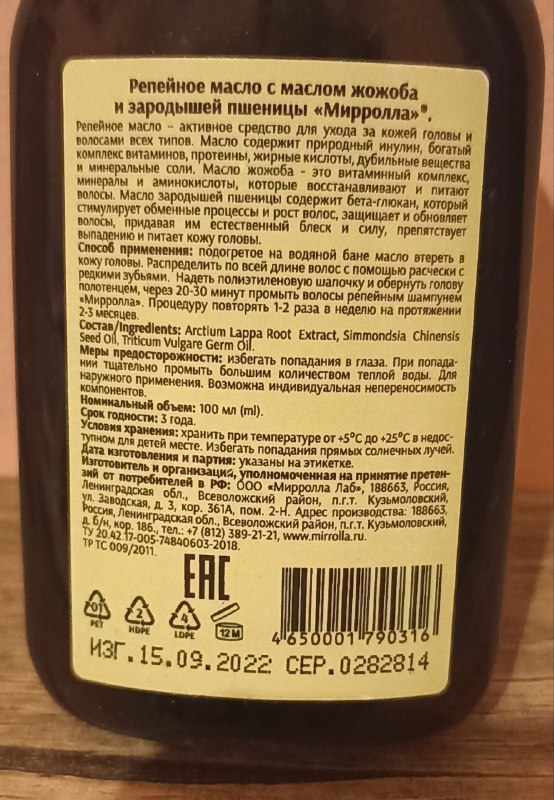 Репейное масло с маслом жожоба
и зародышей пшеницы «Мирролла»®.
Репейное масло – активное средство для ухода за кожей головы и
волосами всех типов. Масло содержит природный инулин, богатый
комплекс витаминов, протеины, жирные кислоты, дубильные вещества
и минеральные соли. Масло жожоба - это витаминный комплекс,
минералы и аминокислоты, которые восстанавливают и питают
волосы. Масло зародышей пшеницы содержит бета-глюкан, который
стимулирует обменные процессы и рост волос, защищает и обновляет
волосы, придавая им естественный блеск и силу, препятствует
выпадению и питает кожу головы.
Способ применения: подогретое на водяной бане масло втереть в
кожу головы. Распределить по всей длине волос с помощью расчески с
редкими зубьями. Надеть полиэтиленовую шапочку и обернуть голову
полотенцем, через 20-30 минут промыть волосы репейным шампунем
«Мирролла». Процедуру повторять 1-2 раза в неделю на протяжении
2-3 месяцев.
Состав/Ingredients: Arctium Lappa Root Extract, Simmondsia Chinensis
Seed Oil, Triticum Vulgare Germ Oil.
Меры предосторожности: избегать попадания в глаза. При попада-
нии тщательно промыть большим количеством теплой воды. Для
наружного применения. Возможна индивидуальная непереносимость
компонентов.
Номинальный объем: 100 мл (ml).
Срок годности: 3 года.
Условия хранения: хранить при температуре от +5°С до +25°С в недос-
тупном для детей месте. Избегать попадания прямых солнечных лучей.
Дата изготовления и партия: указаны на этикетке.
Изготовитель и организация, уполномоченная на принятие претен-
зий от потребителей в РФ: ООО «Мирролла Лаб», 188663, Россия,
Ленинградская обл., Всеволожский район, п.г.т. Кузьмоловский,
ул. Заводская, д. 3, кор. 361А, пом. 2-Н. Адрес производства: 188663,
Россия, Ленинградская обл., Всеволожский район, п.г.т. Кузьмоловский,
д. б/н, кор. 186., тел.: +7 (812) 389-21-21, www.mirrolla.ru.
ТУ 20.42.17-005-74840603-2018.
ТР ТС 009/2011.
EAC
01 2 4 12 M
PET HDPE LDPE
4 650001 790316
ИЗГ.15.09.2022 СЕР.0282814